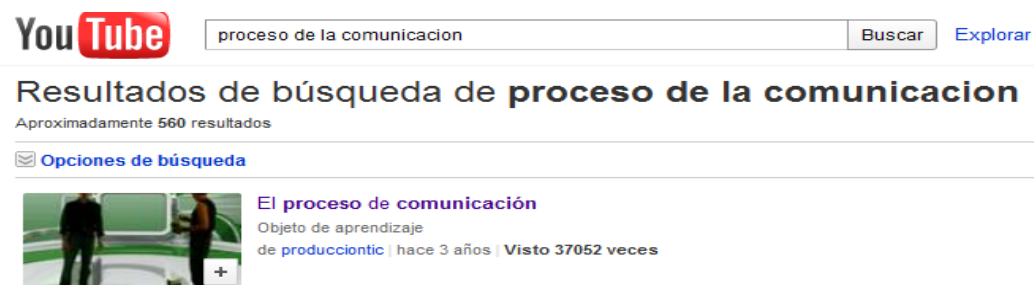 YouTube proceso de la comunicacion Buscar Explorar
Resultados de búsqueda de proceso de la comunicacion
Aproximadamente 560 resultados
Opciones de búsqueda
El proceso de comunicación
Objeto de aprendizaje
de producciontic | hace 3 años | Visto 37052 veces
+